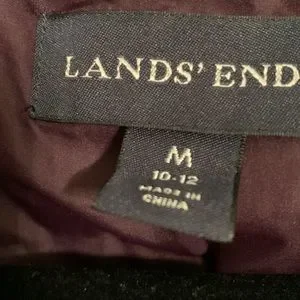 LANDS' END
M
10-12
MADE IN
CHINA